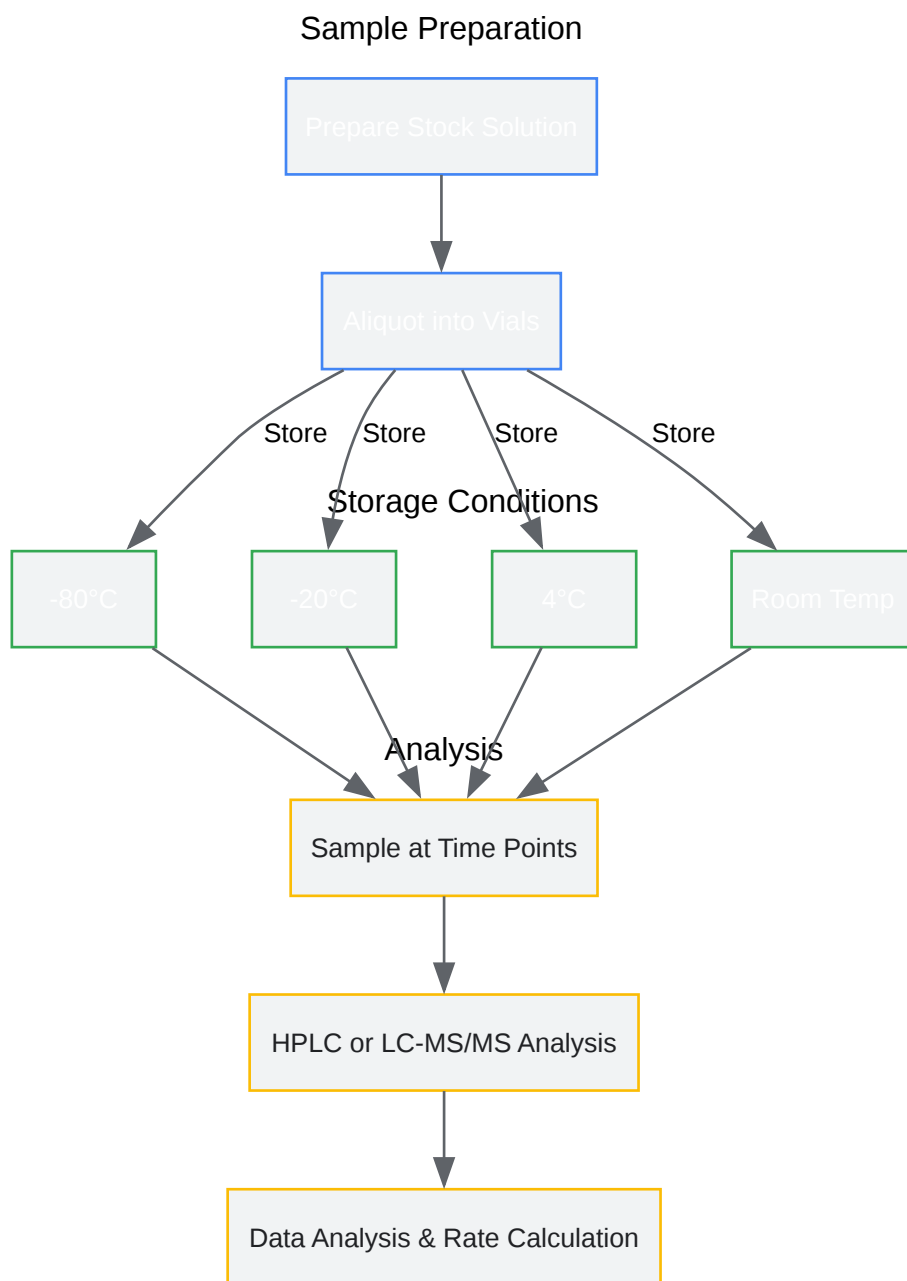 Sample Preparation
Prepare Stock Solution
Aliquot into Vials
Store Store Store Store
Storage Conditions
-80°C -20°C 4°C Room Temp
Analysis
Sample at Time Points
HPLC or LC-MS/MS Analysis
Data Analysis & Rate Calculation